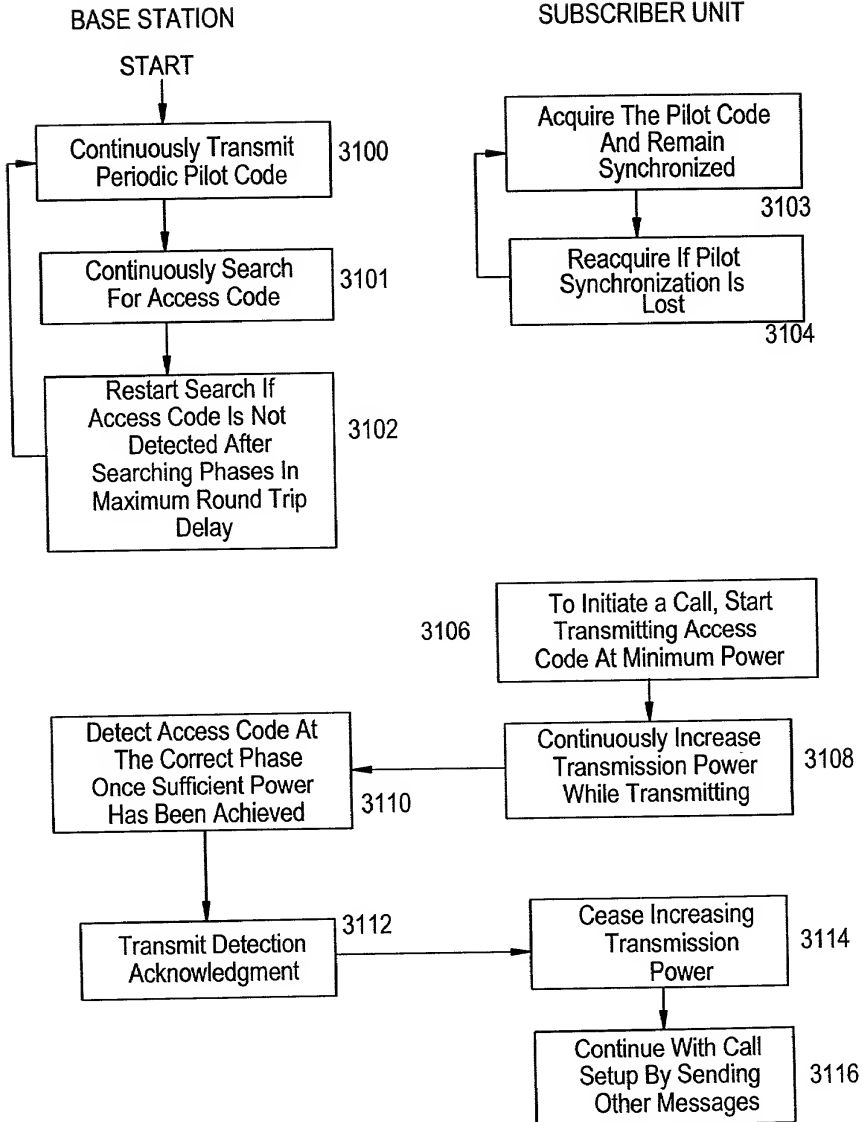 BASE STATION
SUBSCRIBER UNIT
START
Continuously Transmit
Periodic Pilot Code
3100
Continuously Search
For Access Code
3101
Restart Search If
Access Code Is Not
Detected After
Searching Phases In
Maximum Round Trip
Delay
3102
Acquire The Pilot Code
And Remain
Synchronized
3103
Reacquire If Pilot
Synchronization Is
Lost
3104
3106
To Initiate a Call, Start
Transmitting Access
Code At Minimum Power
Continuously Increase
Transmission Power
While Transmitting
3108
Detect Access Code At
The Correct Phase
Once Sufficient Power
Has Been Achieved
3110
Transmit Detection
Acknowledgment
3112
Cease Increasing
Transmission
Power
3114
Continue With Call
Setup By Sending
Other Messages
3116